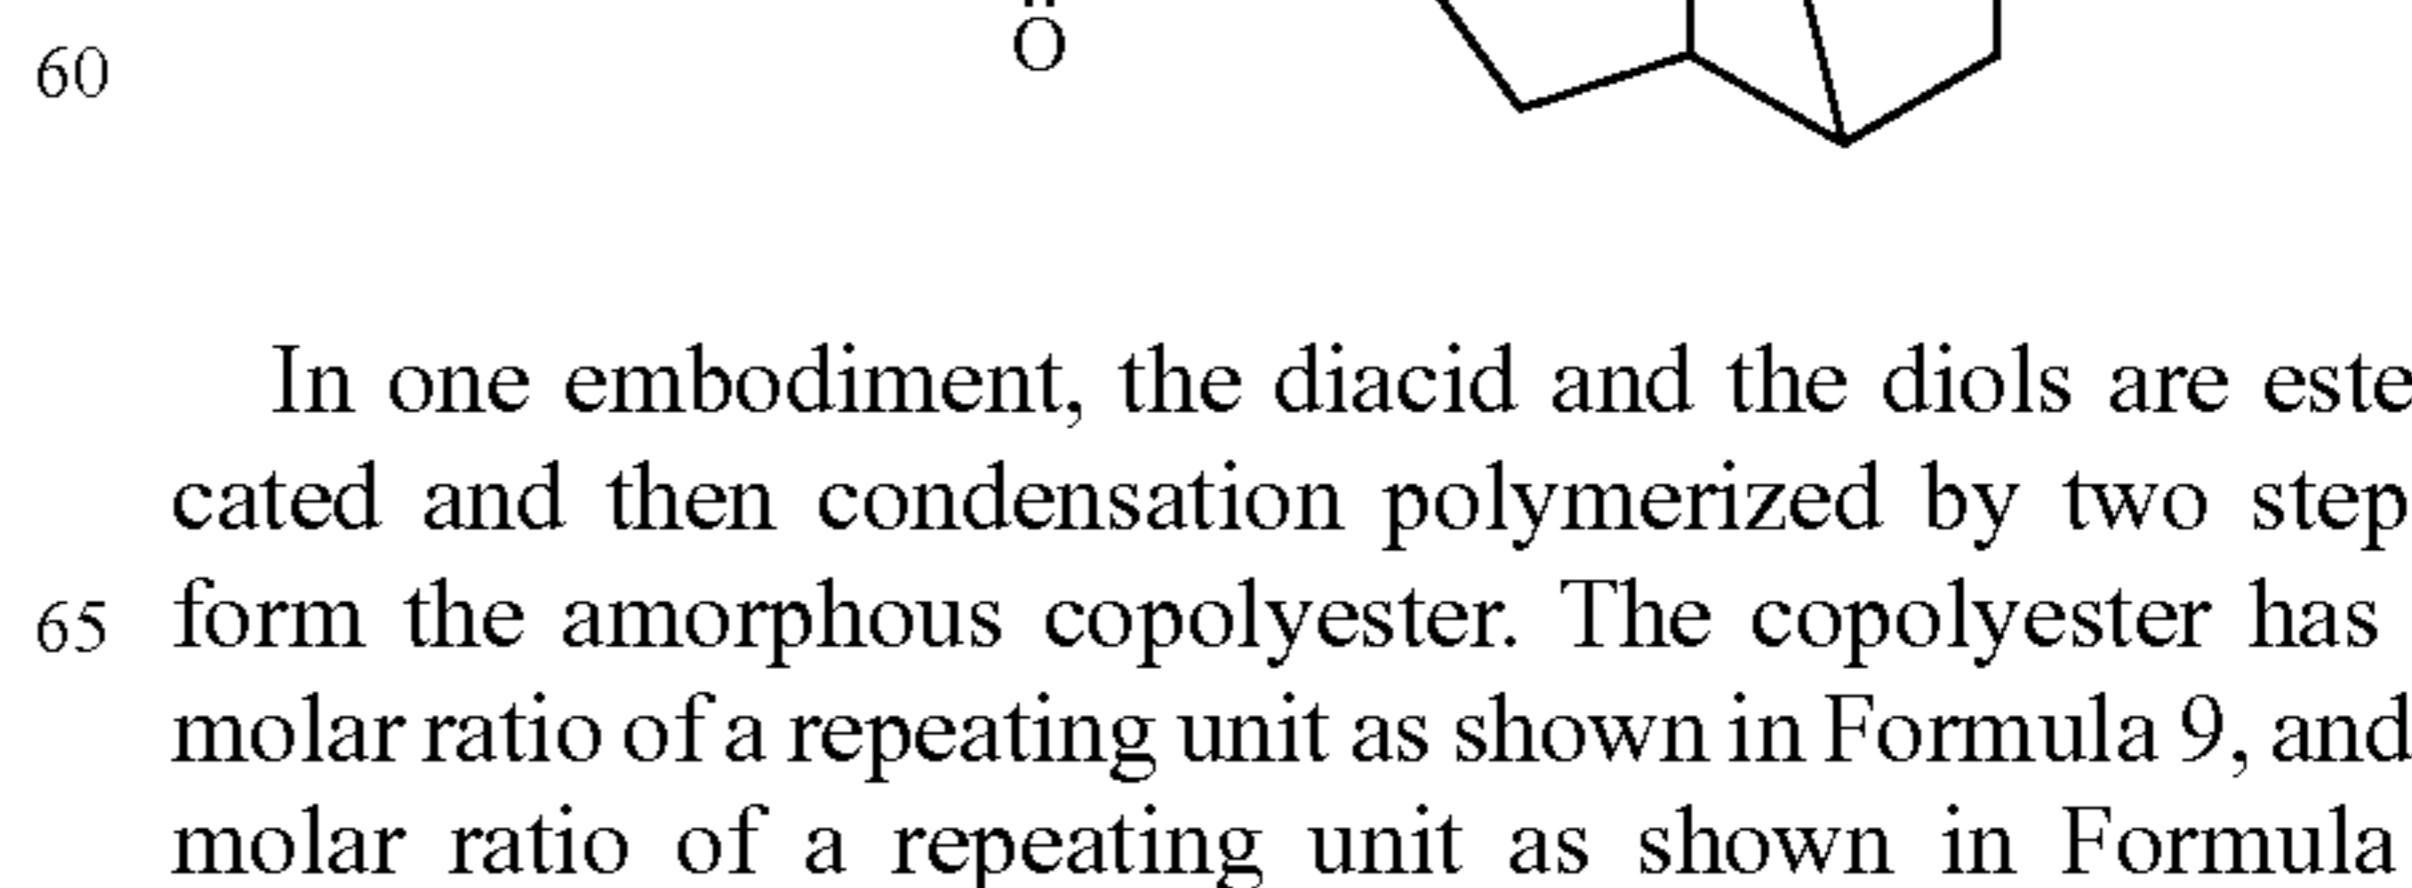 O
60
In one embodiment, the diacid and the diols are este
cated and then condensation polymerized by two step
65 form the amorphous copolyester. The copolyester has
molar ratio of a repeating unit as shown in Formula 9, and
molar ratio of a repeating unit as shown in Formula